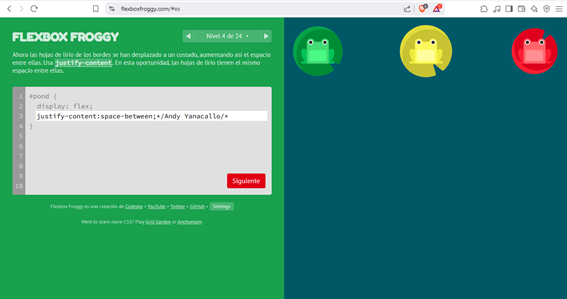 flexboxfroggy.com/#es
FLEXBOX FROGGY
Nivel 4 de 24
Ahora las hojas de lirio de los bordes se han desplazado a un costado, aumentando así el espacio
entre ellas. Usa justify-content. En esta oportunidad, las hojas de lirio tienen el mismo
espacio entre ellas.
1 #pond {
2 display: flex;
3 justify-content:space-between;*/Andy Yanacallo/*
4 }
5
6
7
8
9
10
Siguiente
Flexbox Froggy es una creación de Codepip • YouTube • Twitter • GitHub • Settings
Want to learn more CSS? Play Grid Garden or Anchoreum.